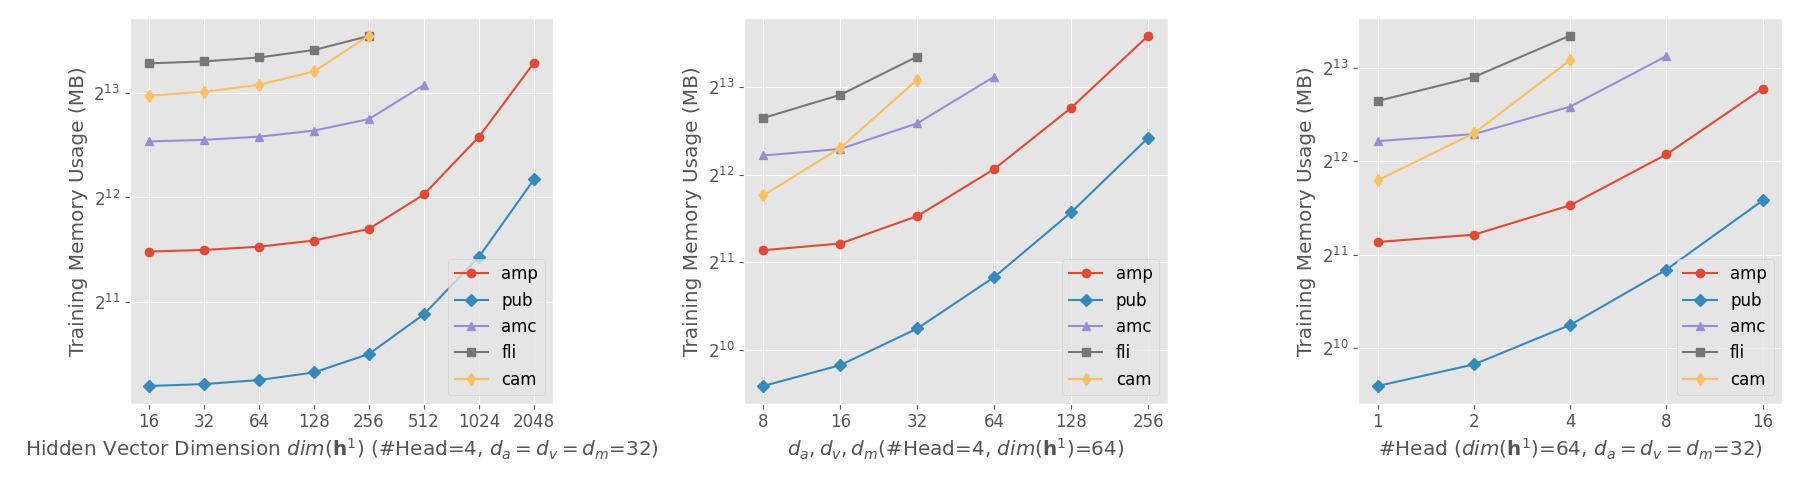 Training Memory Usage (MB)
2^13
2^12
2^11
16 32 64 128 256 512 1024 2048
Hidden Vector Dimension dim(h^1) (#Head=4, d_a = d_v = d_m=32)
amp
pub
amc
fli
cam
Training Memory Usage (MB)
2^13
2^12
2^11
2^10
8 16 32 64 128 256
d_a, d_v, d_m(#Head=4, dim(h^1)=64)
amp
pub
amc
fli
cam
Training Memory Usage (MB)
2^13
2^12
2^11
2^10
1 2 4 8 16
#Head (dim(h^1)=64, d_a = d_v = d_m=32)
amp
pub
amc
fli
cam